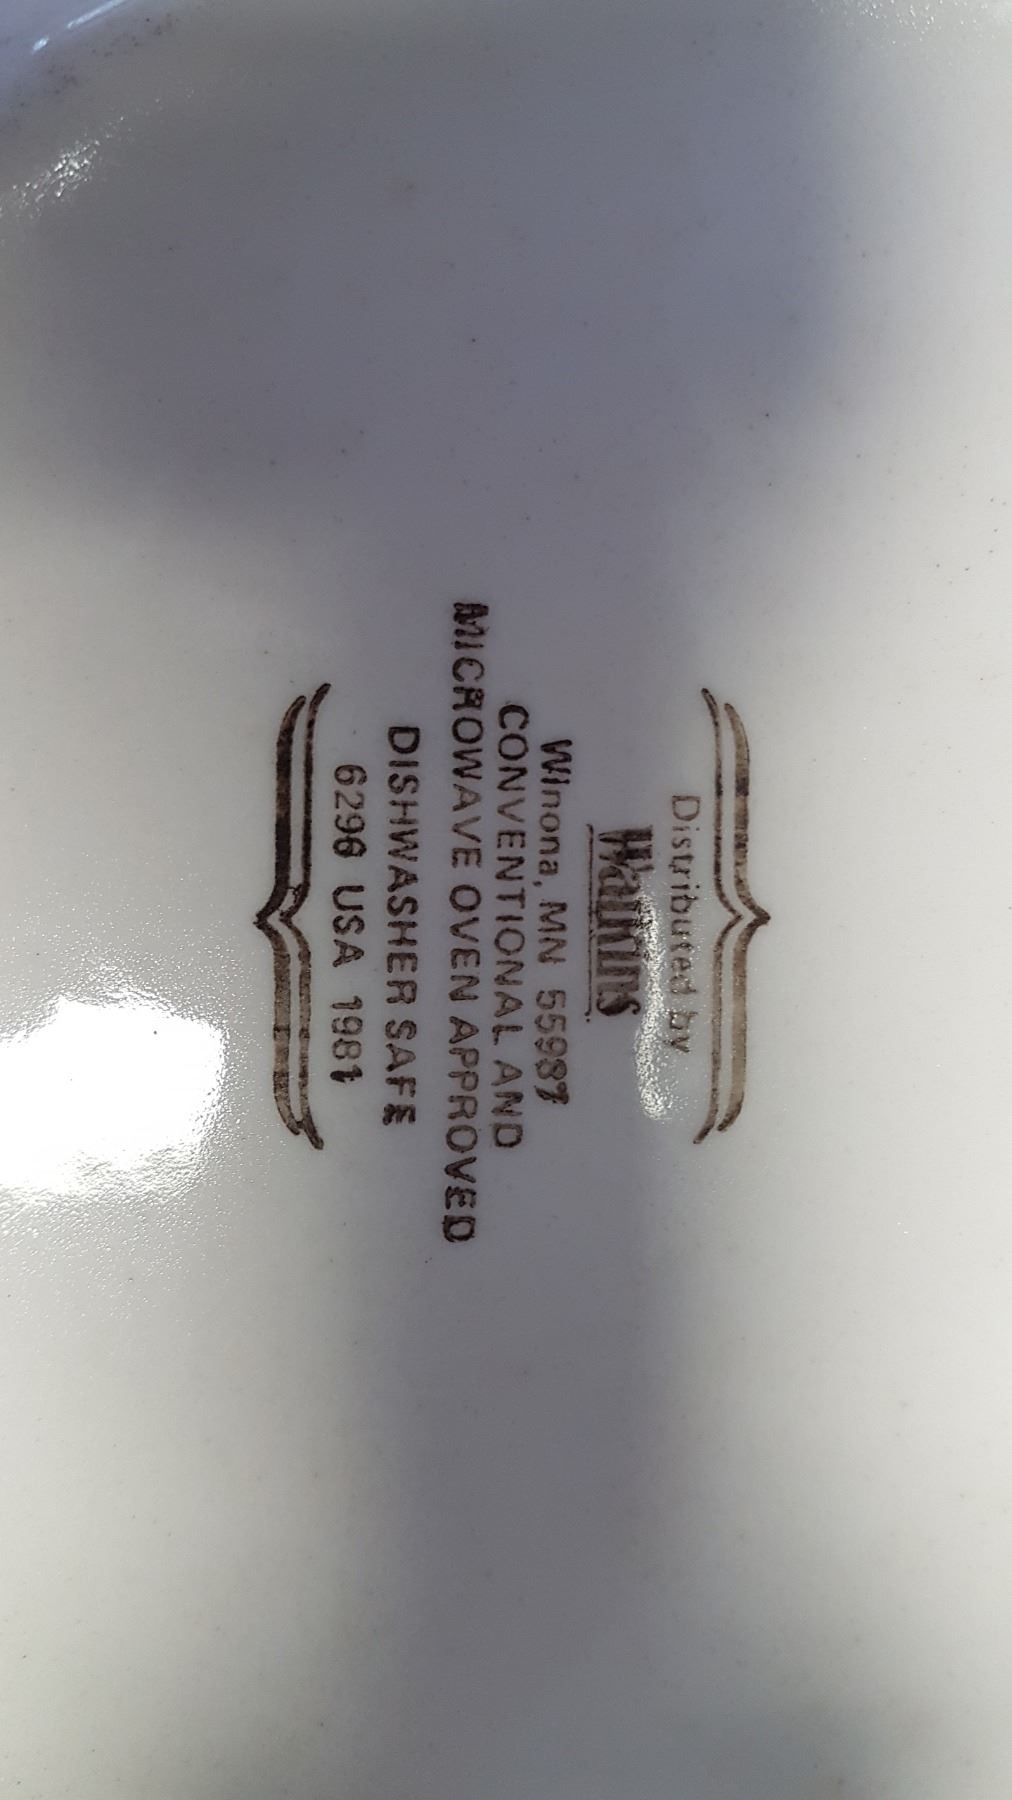 Distributed by
Watkins
Winona, MN 55987
CONVENTIONAL AND
MICROWAVE OVEN APPROVED
DISHWASHER SAFE
6296 USA 1981